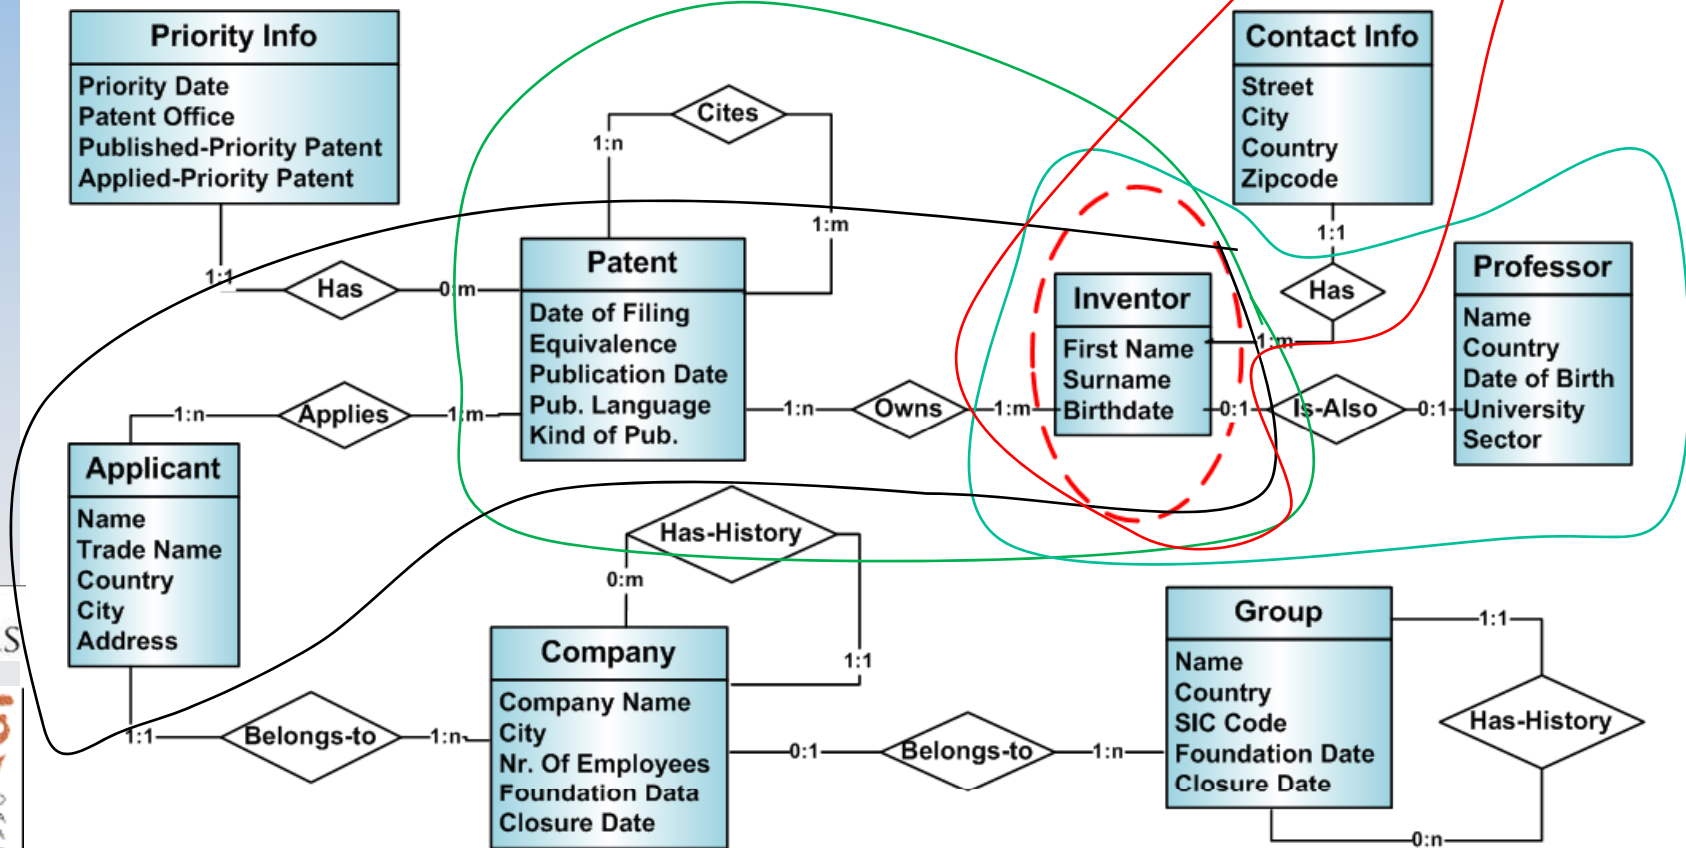 Priority Info
Priority Date
Patent Office
Published-Priority Patent
Applied-Priority Patent
Cites
1:n
1:m
Contact Info
Street
City
Country
Zipcode
1:1
Has
1:m
1:1
Has
0:m
Patent
Date of Filing
Equivalence
Publication Date
Pub. Language
Kind of Pub.
Inventor
First Name
Surname
Birthdate
Professor
Name
Country
Date of Birth
University
Sector
1:n
Applies
1:m
1:n
Owns
1:m
0:1
Is-Also
0:1
Applicant
Name
Trade Name
Country
City
Address
Has-History
0:m
1:1
Company
Company Name
City
Nr. Of Employees
Foundation Data
Closure Date
Group
Name
Country
SIC Code
Foundation Date
Closure Date
1:1
Has-History
0:n
1:1
Belongs-to
1:n
0:1
Belongs-to
1:n